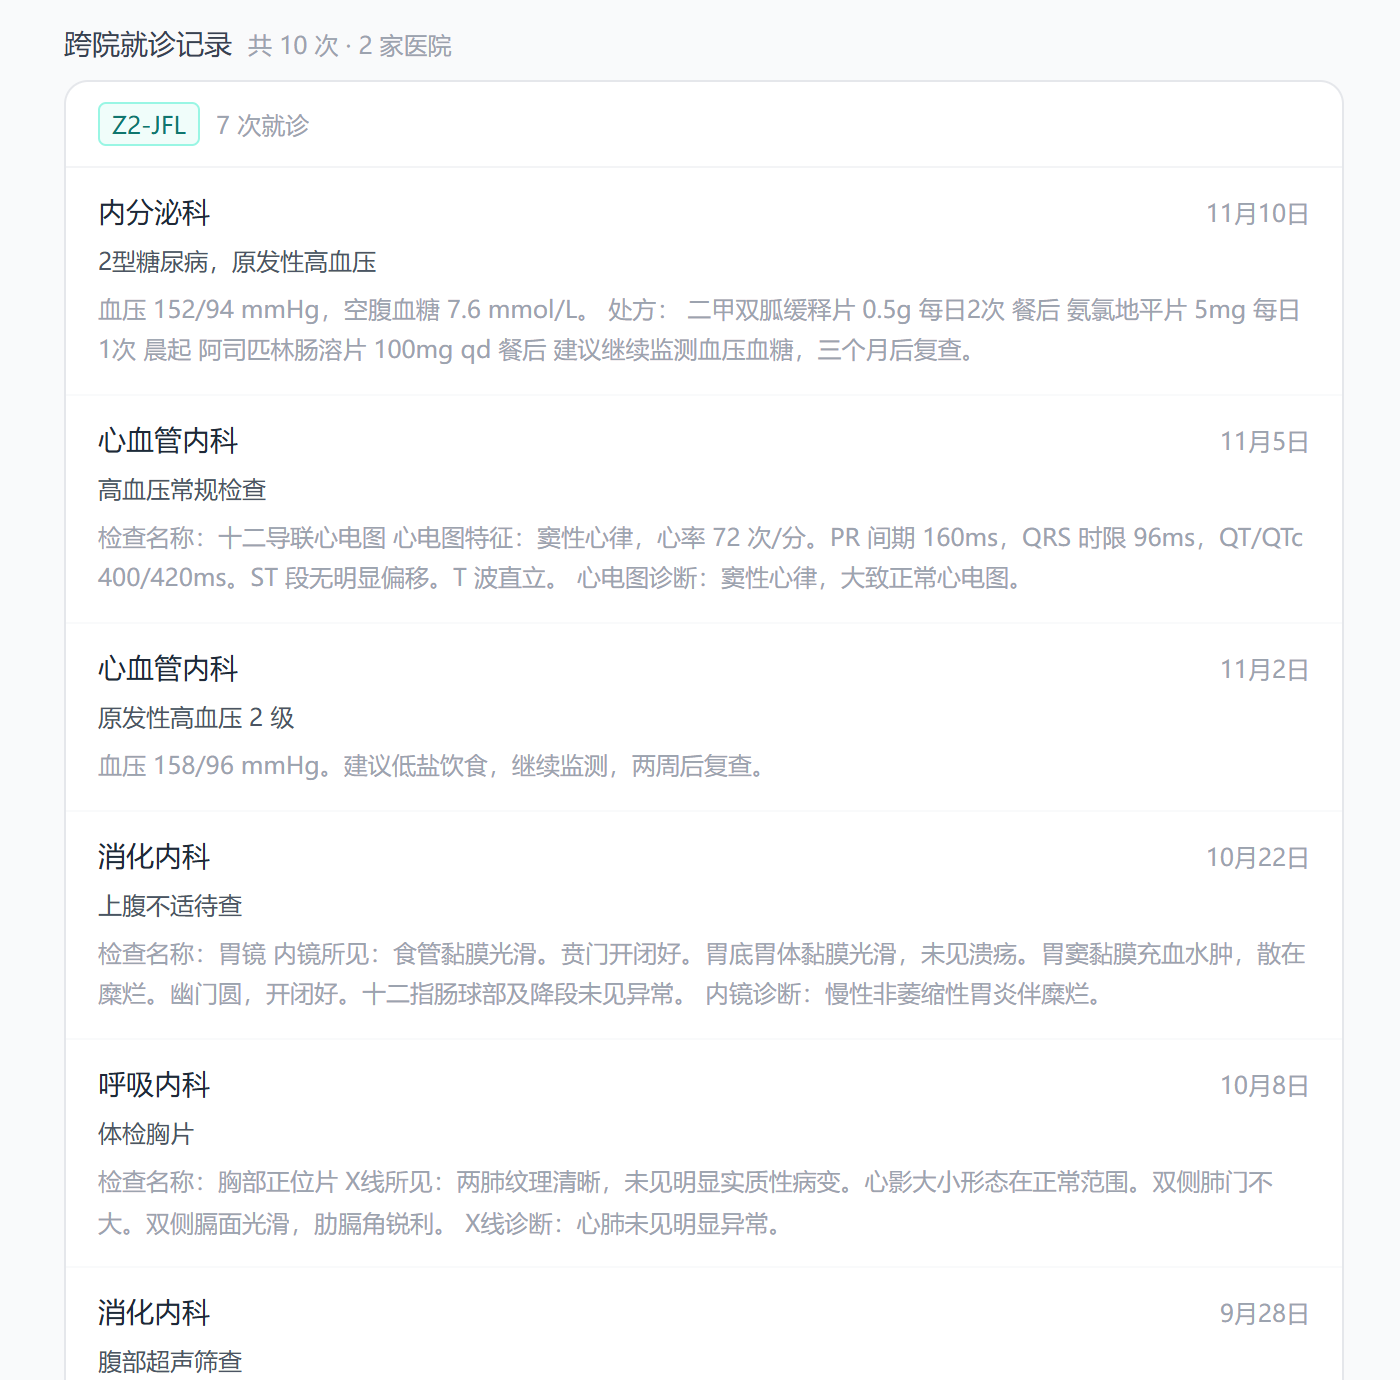 跨院就诊记录 共 10 次 · 2 家医院
Z2-JFL 7 次就诊
内分泌科 11月10日
2型糖尿病，原发性高血压
血压 152/94 mmHg，空腹血糖 7.6 mmol/L。 处方： 二甲双胍缓释片 0.5g 每日2次 餐后 氨氯地平片 5mg 每日
1次 晨起 阿司匹林肠溶片 100mg qd 餐后 建议继续监测血压血糖，三个月后复查。
心血管内科 11月5日
高血压常规检查
检查名称：十二导联心电图 心电图特征：窦性心律，心率 72 次/分。PR 间期 160ms，QRS 时限 96ms，QT/QTc
400/420ms。ST 段无明显偏移。T 波直立。 心电图诊断：窦性心律，大致正常心电图。
心血管内科 11月2日
原发性高血压 2 级
血压 158/96 mmHg。建议低盐饮食，继续监测，两周后复查。
消化内科 10月22日
上腹不适待查
检查名称：胃镜 内镜所见：食管黏膜光滑。贲门开闭好。胃底胃体黏膜光滑，未见溃疡。胃窦黏膜充血水肿，散在
糜烂。幽门圆，开闭好。十二指肠球部及降段未见异常。 内镜诊断：慢性非萎缩性胃炎伴糜烂。
呼吸内科 10月8日
体检胸片
检查名称：胸部正位片 X线所见：两肺纹理清晰，未见明显实质性病变。心影大小形态在正常范围。双侧肺门不
大。双侧膈面光滑，肋膈角锐利。 X线诊断：心肺未见明显异常。
消化内科 9月28日
腹部超声筛查